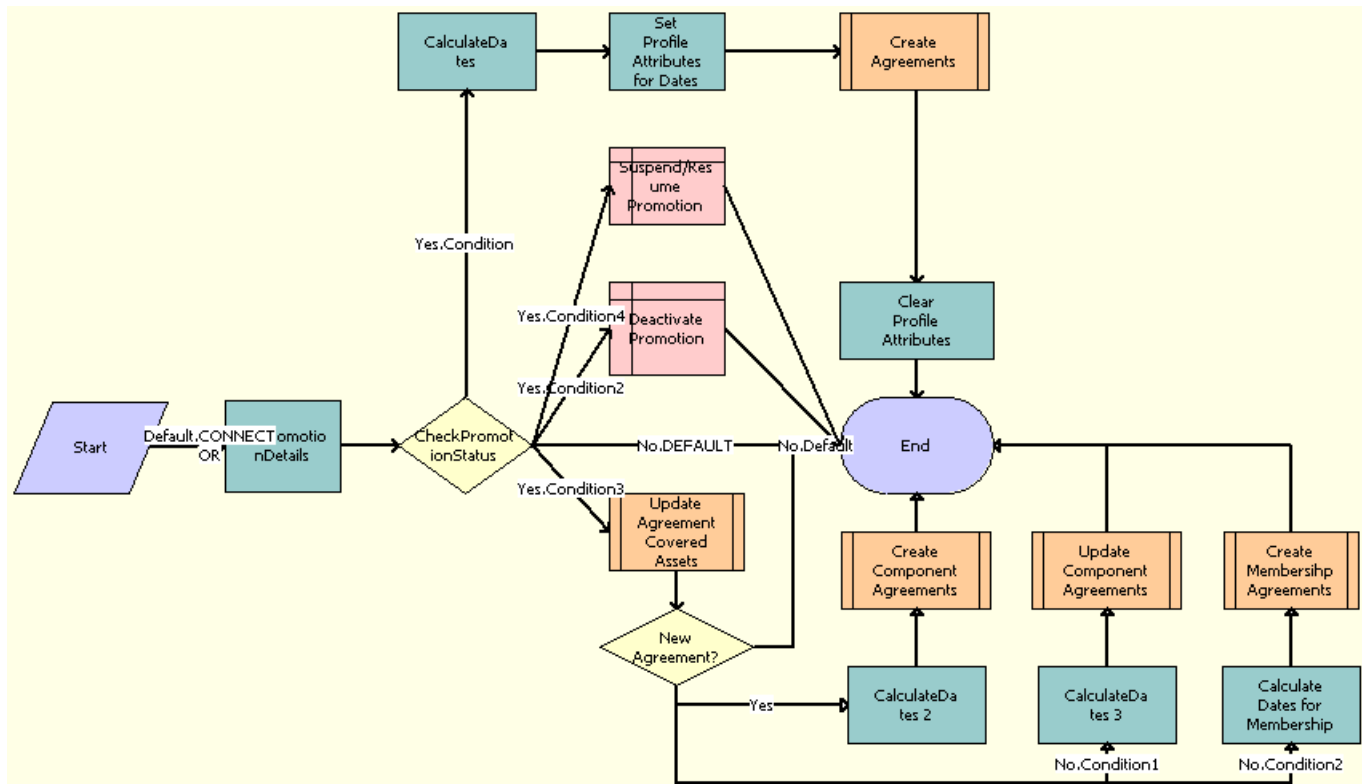 CalculateDa
tes
Set
Profile
Attributes
for Dates
Create
Agreements
Suspend/Res
ume
Promotion
Yes.Condition
Yes.Condition4
Deactivate
Promotion
Clear
Profile
Attributes
Yes.Condition2
Start
Default.CONNECT
OR
omotio
nDetails
CheckPromot
ionStatus
No.DEFAULT
No.Default
End
Yes.Condition3
Update
Agreement
Covered
Assets
Create
Component
Agreements
Update
Component
Agreements
Create
Membersihp
Agreements
New
Agreement?
Yes
CalculateDa
tes 2
CalculateDa
tes 3
Calculate
Dates for
Membership
No.Condition1
No.Condition2